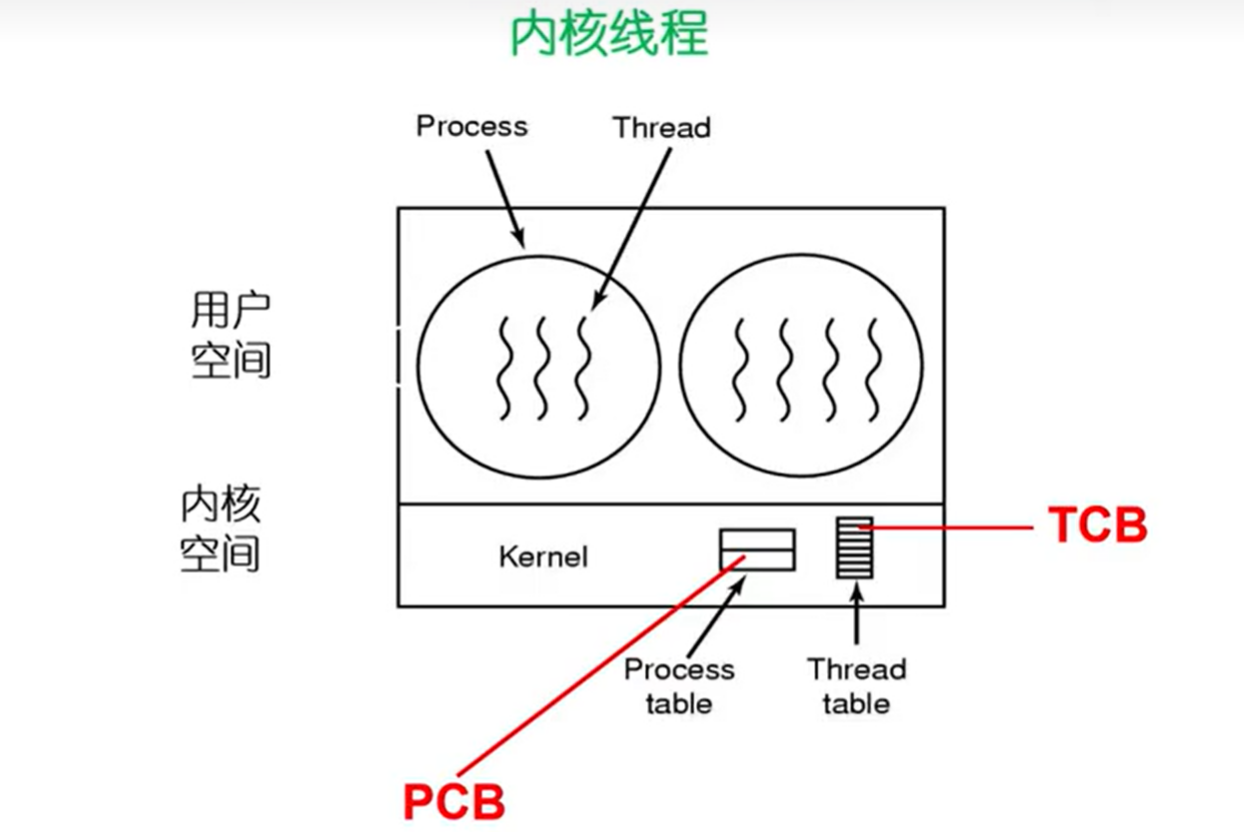 内核线程
Process
Thread
用户
空间
内核
空间
Kernel
TCB
Process
table
Thread
table
PCB